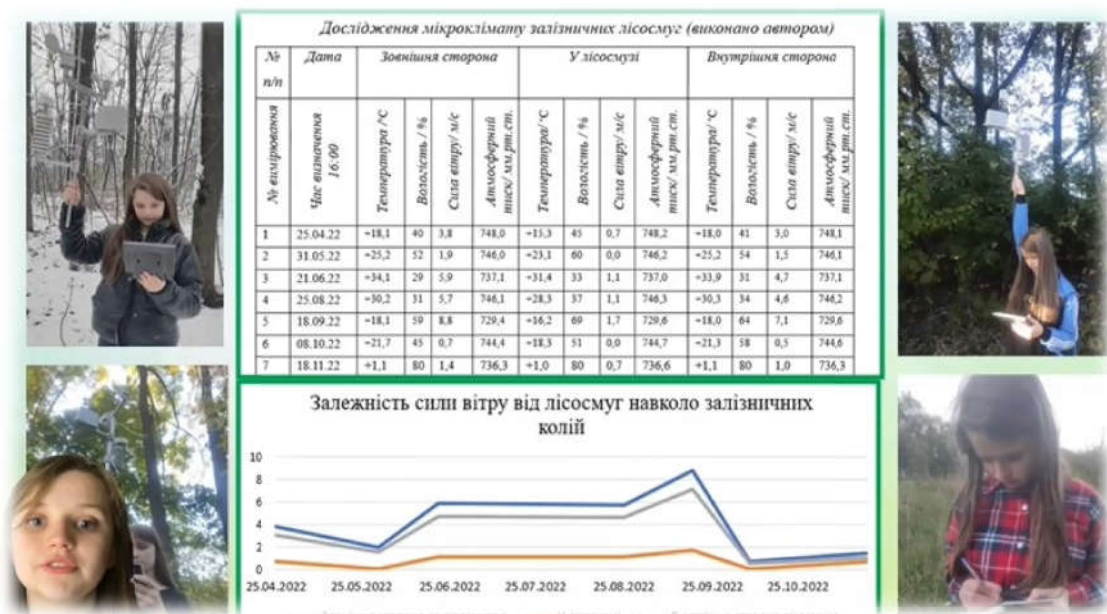 Дослідження мікроклімату залізничних лісосмуг (виконано автором)
№ п/п Дата Зовнішня сторона У лісосмузі Внутрішня сторона
№ вимірювання Час визначення 16:00 Температура /°С Вологість / % Сила вітру/ м/с Атмосферний тиск/ мм.рт.ст. Температура/°С Вологість / % Сила вітру/ м/с Атмосферний тиск/ мм.рт.ст. Температура/°С Вологість / % Сила вітру/ м/с Атмосферний тиск/ мм.рт.ст.
1 25.04.22 +18,1 40 3,8 748,0 +15,3 45 0,7 748,2 +18,0 41 3,0 748,1
2 31.05.22 +25,2 52 1,9 746,0 +23,1 60 0,0 746,2 +25,2 54 1,5 746,1
3 21.06.22 +34,1 29 5,9 737,1 +31,4 33 1,1 737,0 +33,9 31 4,7 737,1
4 25.08.22 +30,2 31 5,7 746,1 +28,3 37 1,1 746,3 +30,3 34 4,6 746,2
5 18.09.22 +18,1 59 8,8 729,4 +16,2 69 1,7 729,6 +18,0 64 7,1 729,6
6 08.10.22 +21,7 45 0,7 744,4 +18,3 51 0,0 744,7 +21,3 58 0,5 744,6
7 18.11.22 +1,1 80 1,4 736,3 +1,0 80 0,7 736,6 +1,1 80 1,0 736,3
Залежність сили вітру від лісосмуг навколо залізничних
колій
10
8
6
4
2
0
25.04.2022 25.05.2022 25.06.2022 25.07.2022 25.08.2022 25.09.2022 25.10.2022